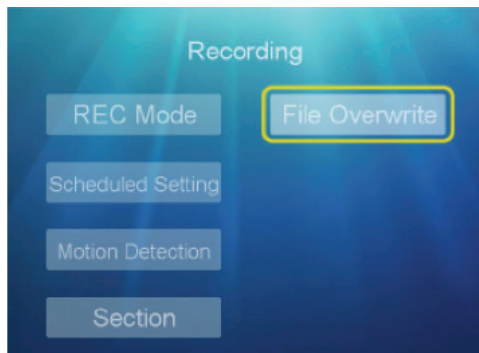 Recording
REC Mode
File Overwrite
Scheduled Setting
Motion Detection
Section